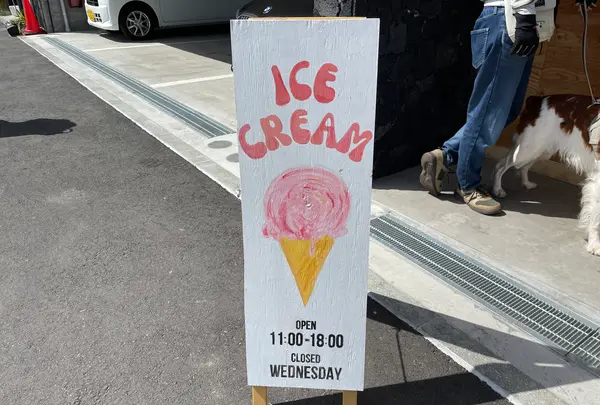 ICE
CREAM
OPEN
11:00-18:00
CLOSED
WEDNESDAY